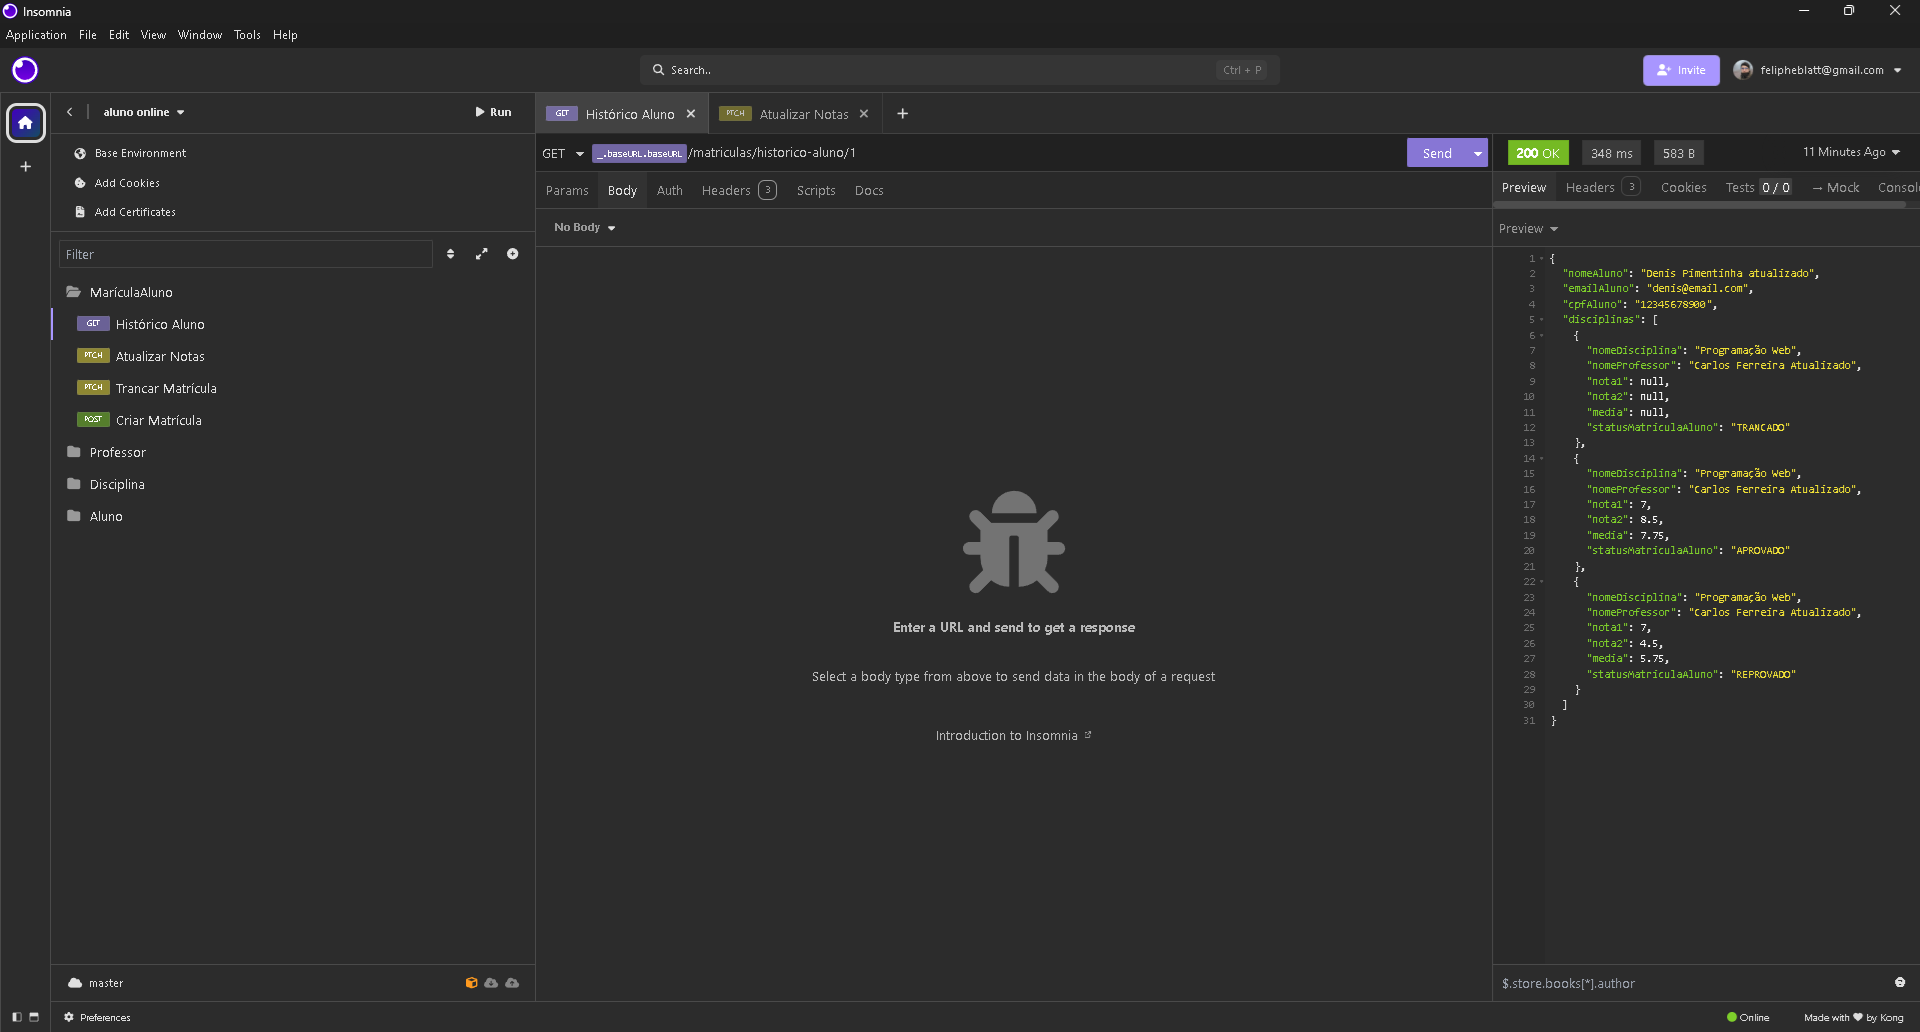 Insomnia
Application File Edit View Window Tools Help
Search.. Ctrl + P
Invite felipheblatt@gmail.com
aluno online Run
Base Environment
Add Cookies
Add Certificates
Filter
MarículaAluno
GET Histórico Aluno
PTCH Atualizar Notas
PTCH Trancar Matrícula
POST Criar Matrícula
Professor
Disciplina
Aluno
master
Preferences
GET Histórico Aluno PTCH Atualizar Notas
GET _.baseURL.baseURL/matriculas/historico-aluno/1 Send
Params Body Auth Headers 3 Scripts Docs
No Body
Enter a URL and send to get a response
Select a body type from above to send data in the body of a request
Introduction to Insomnia
200 OK 348 ms 583 B 11 Minutes Ago
Preview Headers 3 Cookies Tests 0 / 0 → Mock Consol
Preview
1 {
2 "nomeAluno": "Denis Pimentinha atualizado",
3 "emailAluno": "denis@email.com",
4 "cpfAluno": "12345678900",
5 "disciplinas": [
6 {
7 "nomeDisciplina": "Programação Web",
8 "nomeProfessor": "Carlos Ferreira Atualizado",
9 "nota1": null,
10 "nota2": null,
11 "media": null,
12 "statusMatriculaAluno": "TRANCADO"
13 },
14 {
15 "nomeDisciplina": "Programação Web",
16 "nomeProfessor": "Carlos Ferreira Atualizado",
17 "nota1": 7,
18 "nota2": 8.5,
19 "media": 7.75,
20 "statusMatriculaAluno": "APROVADO"
21 },
22 {
23 "nomeDisciplina": "Programação Web",
24 "nomeProfessor": "Carlos Ferreira Atualizado",
25 "nota1": 7,
26 "nota2": 4.5,
27 "media": 5.75,
28 "statusMatriculaAluno": "REPROVADO"
29 }
30 ]
31 }
$.store.books[*].author
Online Made with ❤ by Kong